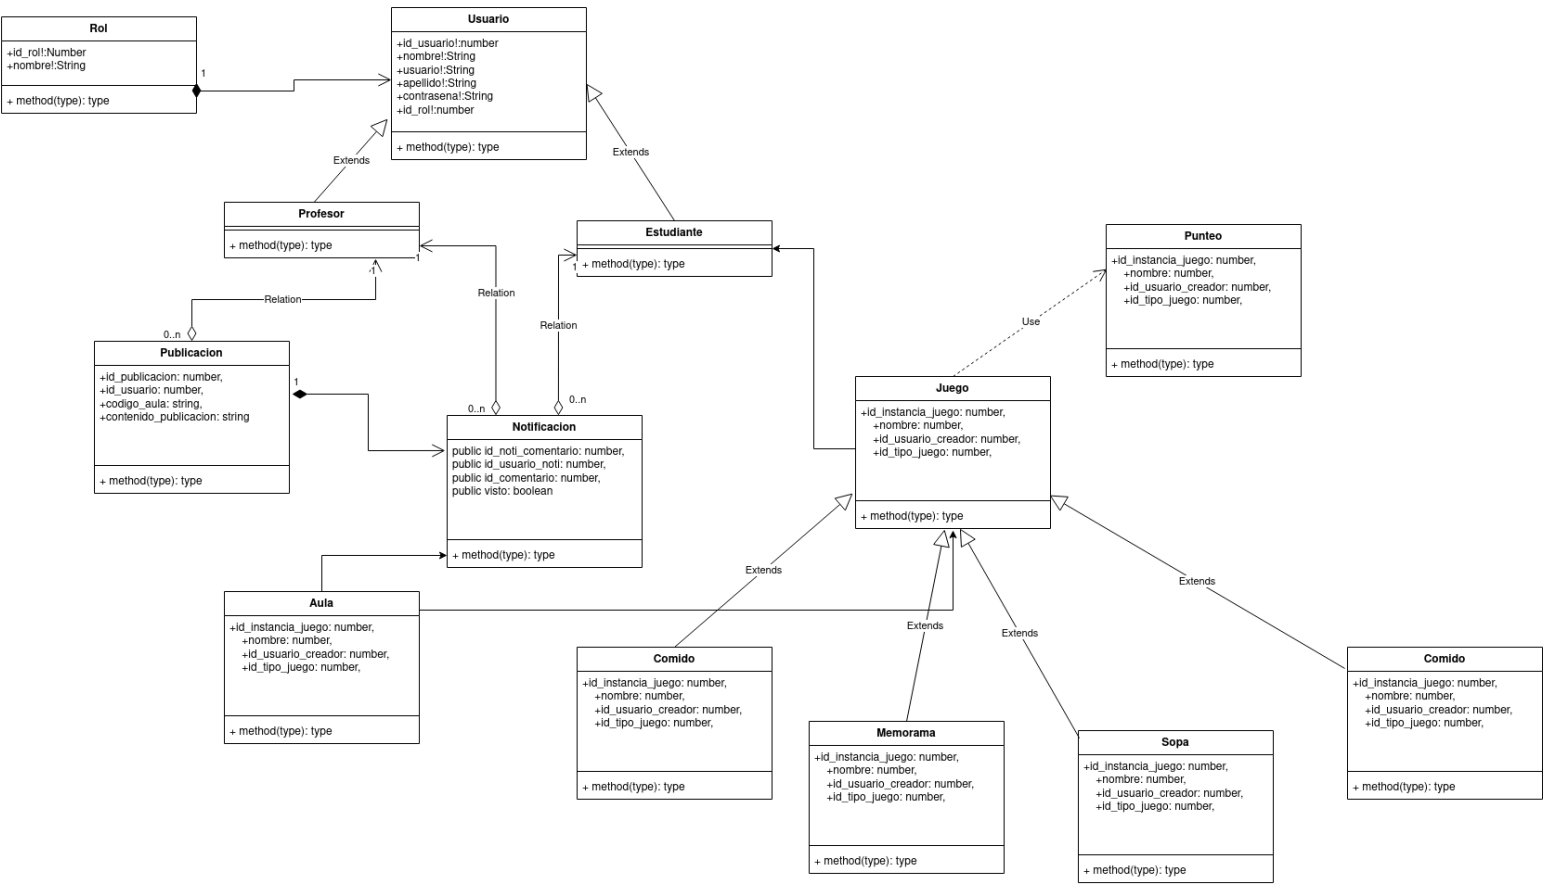 Rol
+id_rol!:Number
+nombre!:String
+ method(type): type
1
Usuario
+id_usuario!:number
+nombre!:String
+usuario!:String
+apellido!:String
+contrasena!:String
+id_rol!:number
+ method(type): type
Extends
Extends
Profesor
+ method(type): type
1
1
Estudiante
+ method(type): type
1
Punteo
+id_instancia_juego: number,
+nombre: number,
+id_usuario_creador: number,
+id_tipo_juego: number,
+ method(type): type
Relation
Relation
Relation
Use
0..n
Publicacion
+id_publicacion: number,
+id_usuario: number,
+codigo_aula: string,
+contenido_publicacion: string
+ method(type): type
1
0..n
0..n
Notificacion
public id_noti_comentario: number,
public id_usuario_noti: number,
public id_comentario: number,
public visto: boolean
+ method(type): type
Juego
+id_instancia_juego: number,
+nombre: number,
+id_usuario_creador: number,
+id_tipo_juego: number,
+ method(type): type
Extends
Extends
Extends
Extends
Aula
+id_instancia_juego: number,
+nombre: number,
+id_usuario_creador: number,
+id_tipo_juego: number,
+ method(type): type
Comido
+id_instancia_juego: number,
+nombre: number,
+id_usuario_creador: number,
+id_tipo_juego: number,
+ method(type): type
Memorama
+id_instancia_juego: number,
+nombre: number,
+id_usuario_creador: number,
+id_tipo_juego: number,
+ method(type): type
Sopa
+id_instancia_juego: number,
+nombre: number,
+id_usuario_creador: number,
+id_tipo_juego: number,
+ method(type): type
Comido
+id_instancia_juego: number,
+nombre: number,
+id_usuario_creador: number,
+id_tipo_juego: number,
+ method(type): type